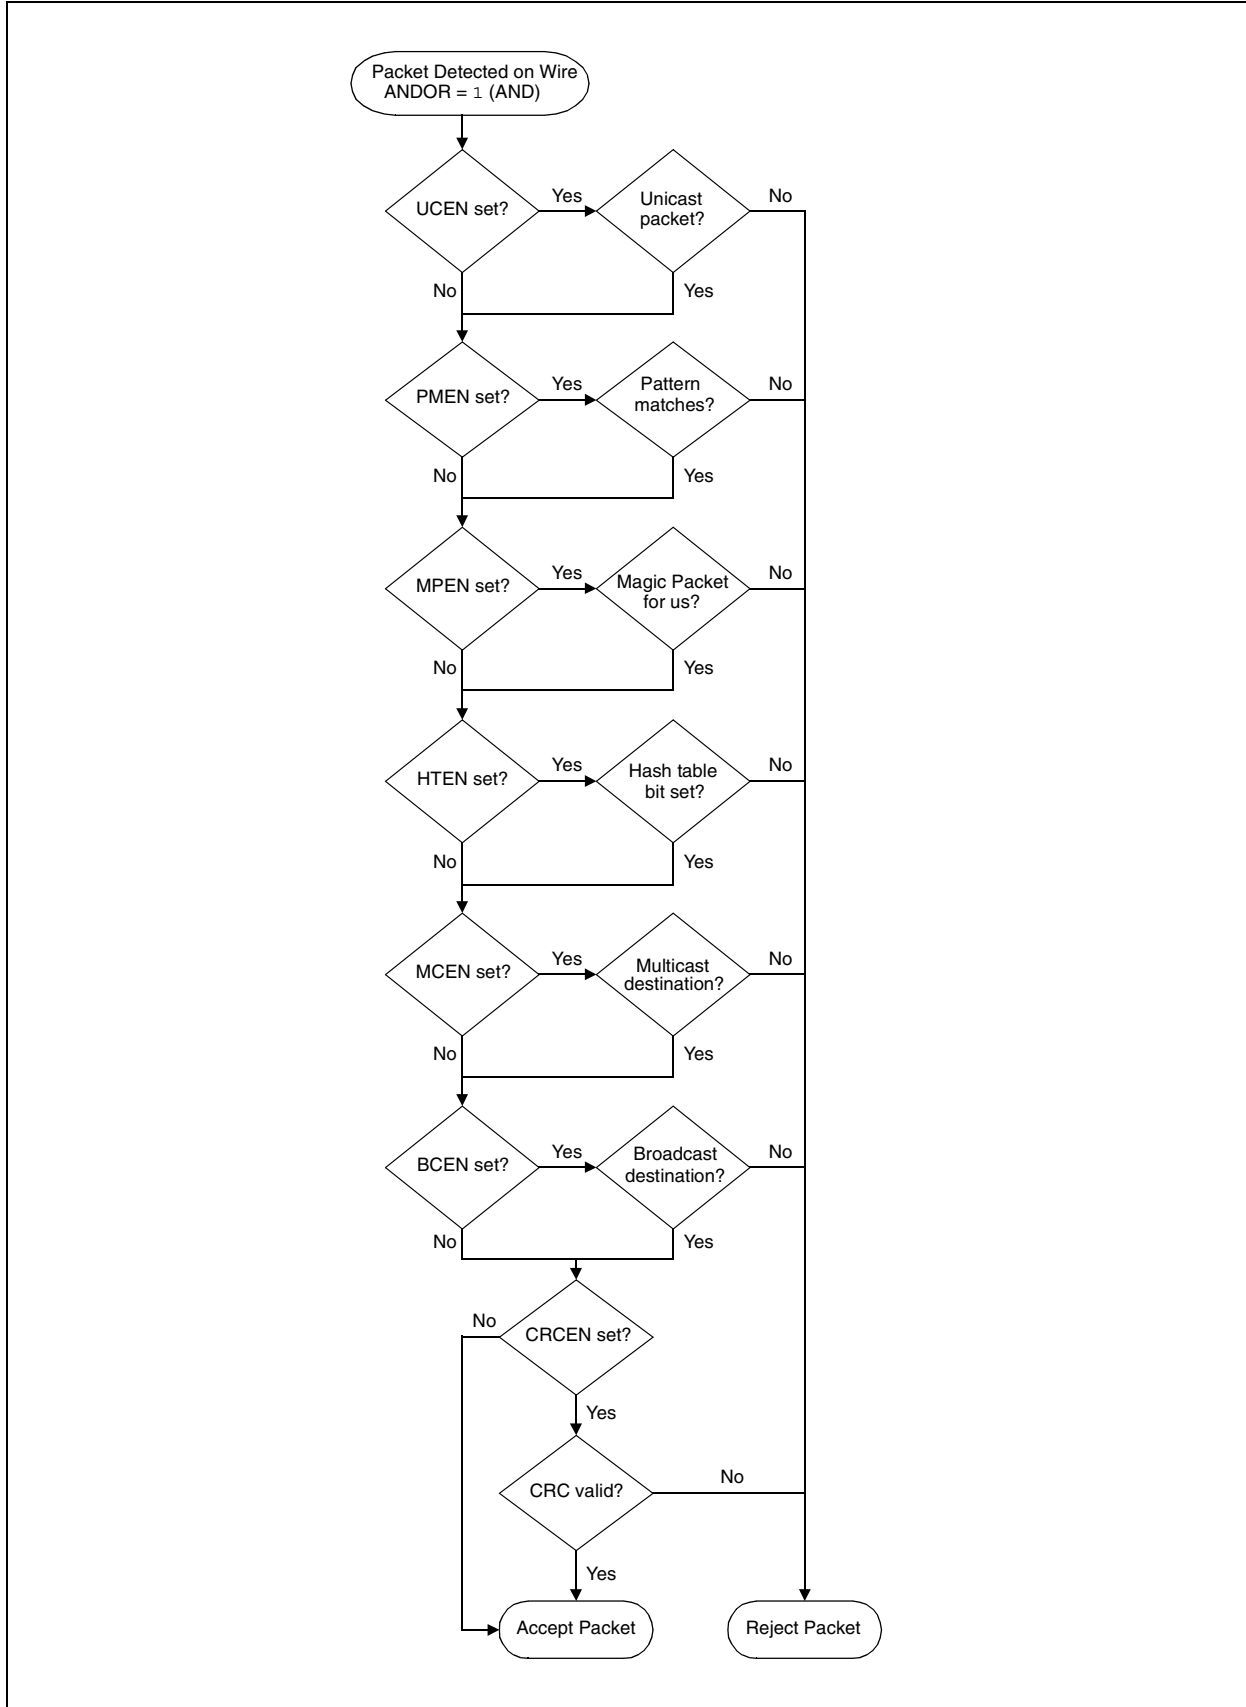 Packet Detected on Wire
ANDOR = 1 (AND)
UCEN set?
Yes
Unicast
packet?
No
No
Yes
PMEN set?
Yes
Pattern
matches?
No
No
Yes
MPEN set?
Yes
Magic Packet
for us?
No
No
Yes
HTEN set?
Yes
Hash table
bit set?
No
No
Yes
MCEN set?
Yes
Multicast
destination?
No
No
Yes
BCEN set?
Yes
Broadcast
destination?
No
No
Yes
No
CRCEN set?
Yes
CRC valid?
No
Yes
Accept Packet
Reject Packet